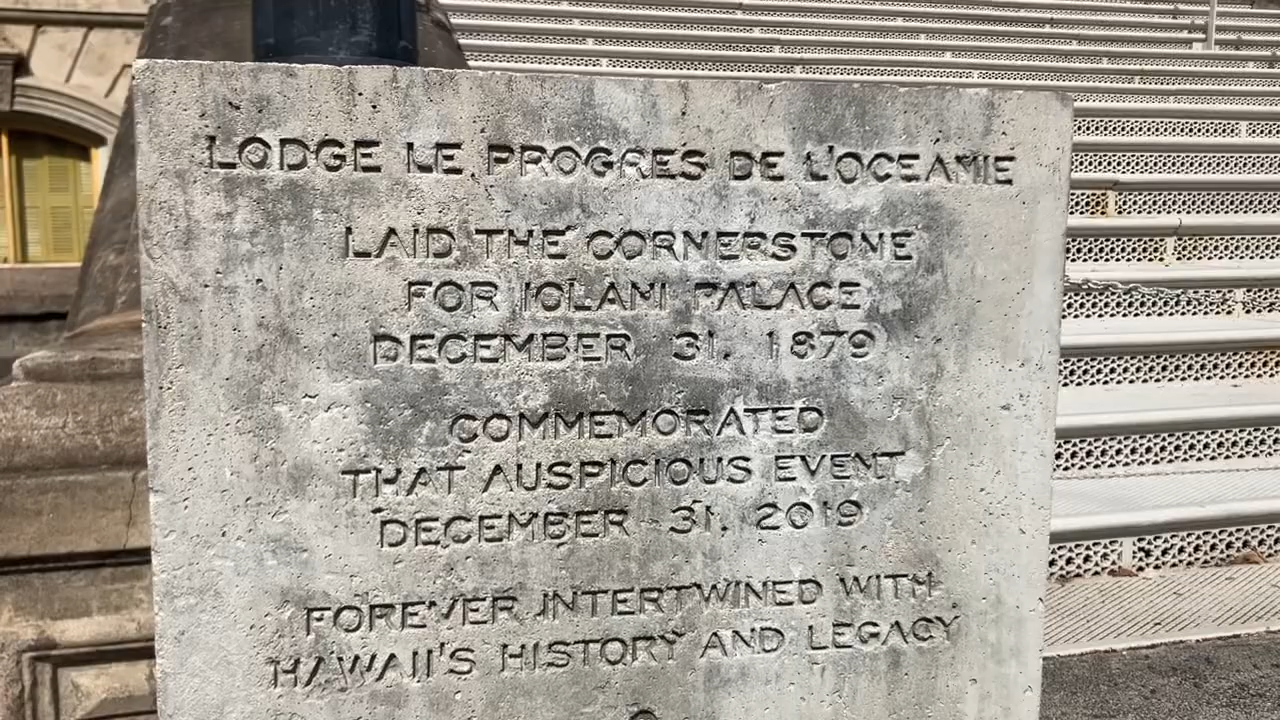 LODGE LE PROGRES DE L'OCEANIE
LAID THE CORNERSTONE
FOR IOLANI PALACE
DECEMBER 31, 1879
COMMEMORATED
THAT AUSPICIOUS EVENT
DECEMBER 31, 2019
FOREVER INTERTWINED WITH
HAWAII'S HISTORY AND LEGACY